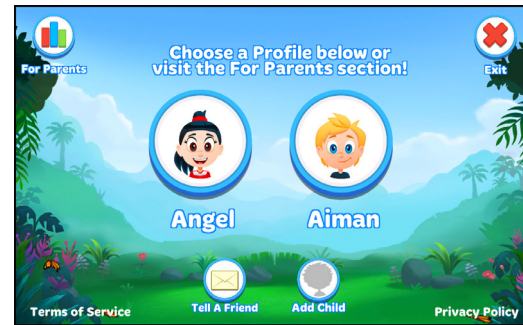 Choose a Profile below or
visit the For Parents section!
For Parents
Exit
Angel
Aiman
Tell A Friend
Add Child
Terms of Service
Privacy Policy